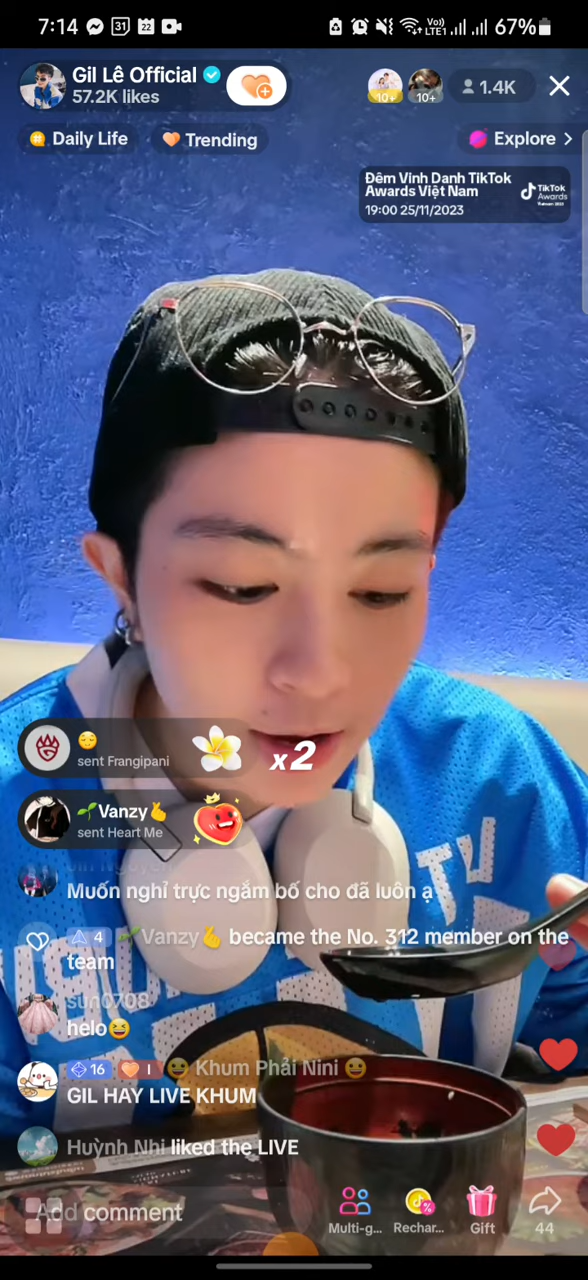 7:14
31
22
Vo))
LTE1
67%
Gil Lê Official
57.2K likes
10+
10+
1.4K
Daily Life
Trending
Explore
Đêm Vinh Danh TikTok
Awards Việt Nam
19:00 25/11/2023
TikTok
Awards
sent Frangipani
x2
Vanzy
sent Heart Me
Muốn nghỉ trực ngắm bố cho đã luôn ạ
4 Vanzy became the No. 312 member on the
team
sun0708
helo
16 I Khum Phải Nini
GIL HAY LIVE KHUM
Huỳnh Nhi liked the LIVE
Add comment
Multi-g...
Rechar...
Gift
44